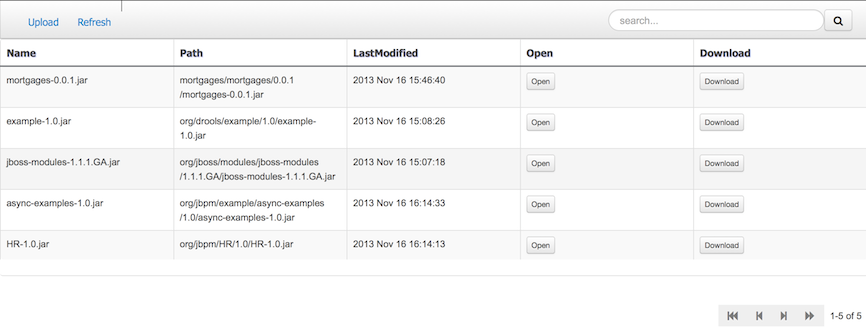 Upload Refresh search...
Name Path LastModified Open Download
mortgages-0.0.1.jar mortgages/mortgages/0.0.1 2013 Nov 16 15:46:40 Open Download
/mortgages-0.0.1.jar
example-1.0.jar org/drools/example/1.0/example- 2013 Nov 16 15:08:26 Open Download
1.0.jar
jboss-modules-1.1.1.GA.jar org/jboss/modules/jboss-modules 2013 Nov 16 15:07:18 Open Download
/1.1.1.GA/jboss-modules-1.1.1.GA.jar
async-examples-1.0.jar org/jbpm/example/async-examples 2013 Nov 16 16:14:33 Open Download
/1.0/async-examples-1.0.jar
HR-1.0.jar org/jbpm/HR/1.0/HR-1.0.jar 2013 Nov 16 16:14:13 Open Download
1-5 of 5